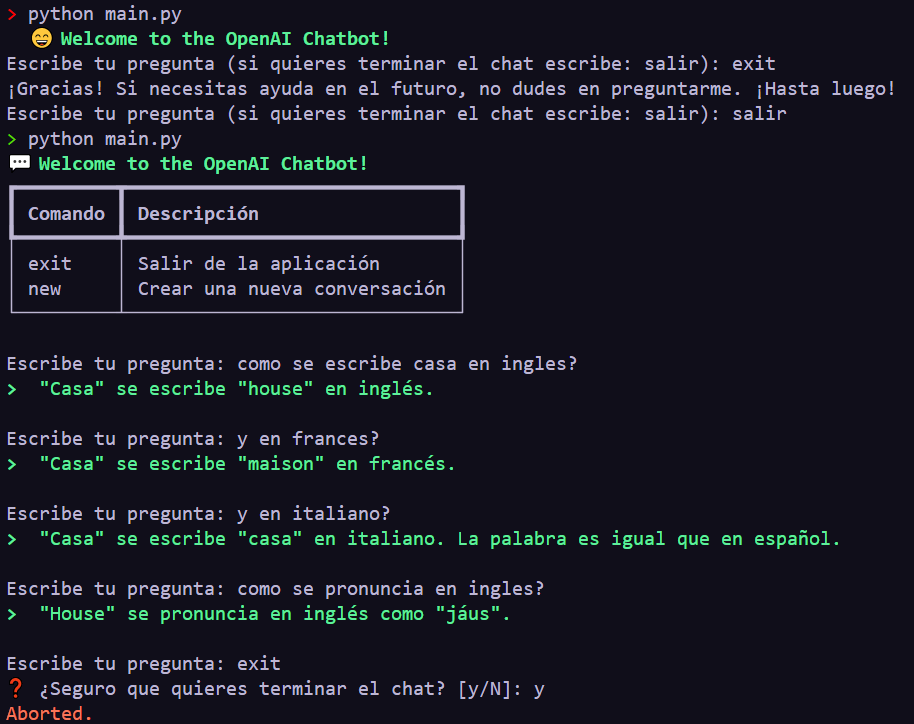 > python main.py
😄 Welcome to the OpenAI Chatbot!
Escribe tu pregunta (si quieres terminar el chat escribe: salir): exit
¡Gracias! Si necesitas ayuda en el futuro, no dudes en preguntarme. ¡Hasta luego!
Escribe tu pregunta (si quieres terminar el chat escribe: salir): salir
> python main.py
💬 Welcome to the OpenAI Chatbot!
Comando Descripción
exit Salir de la aplicación
new Crear una nueva conversación
Escribe tu pregunta: como se escribe casa en ingles?
> "Casa" se escribe "house" en inglés.
Escribe tu pregunta: y en frances?
> "Casa" se escribe "maison" en francés.
Escribe tu pregunta: y en italiano?
> "Casa" se escribe "casa" en italiano. La palabra es igual que en español.
Escribe tu pregunta: como se pronuncia en ingles?
> "House" se pronuncia en inglés como "jáus".
Escribe tu pregunta: exit
❓ ¿Seguro que quieres terminar el chat? [y/N]: y
Aborted.